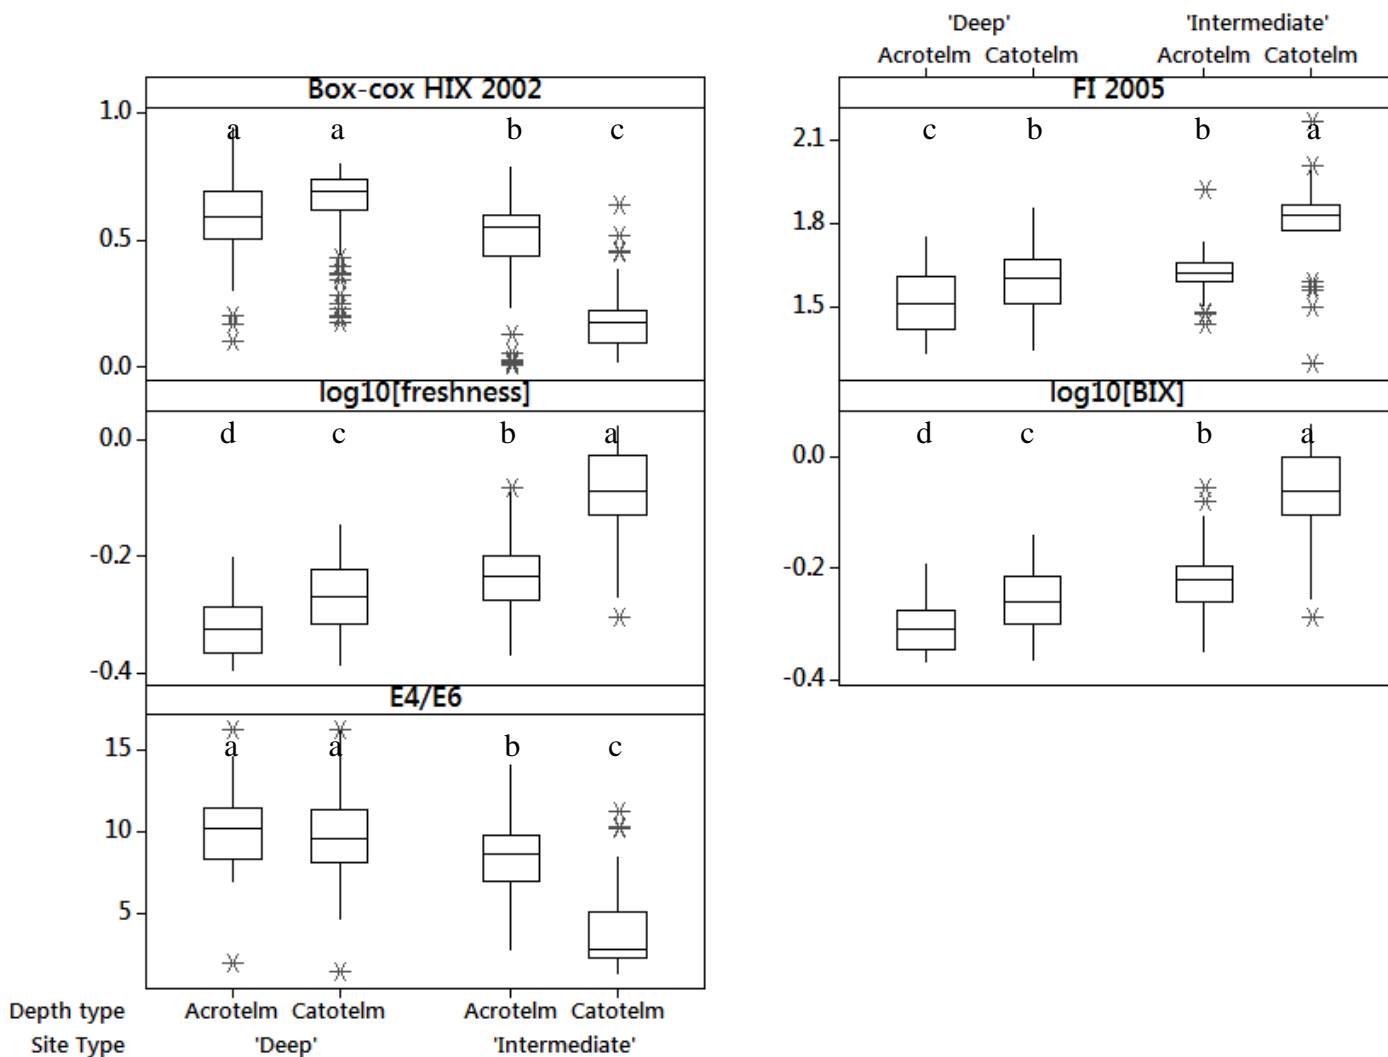 'Deep' 'Intermediate'
Acrotelm Catotelm Acrotelm Catotelm
Box-cox HIX 2002
1.0
a a b c
0.5
0.0
FI 2005
2.1
c b b a
1.8
1.5
log10[freshness]
0.0
d c b a
-0.2
-0.4
log10[BIX]
d c b a
0.0
-0.2
-0.4
E4/E6
15
a a b c
10
5
Depth type Acrotelm Catotelm Acrotelm Catotelm
Site Type 'Deep' 'Intermediate'